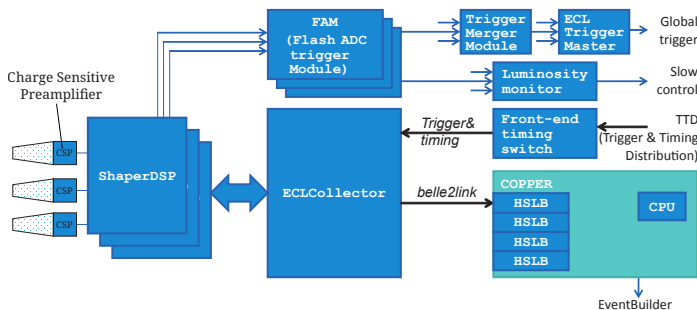 FAM
(Flash ADC
trigger
Module)
Trigger
Merger
Module
ECL
Trigger
Master
Global
trigger
Luminosity
monitor
Slow
control
Charge Sensitive
Preamplifier
CSP
CSP
CSP
ShaperDSP
ECLCollector
Trigger&
timing
Front-end
timing
switch
TTD
(Trigger & Timing
Distribution)
belle2link
COPPER
HSLB
HSLB
HSLB
HSLB
CPU
EventBuilder